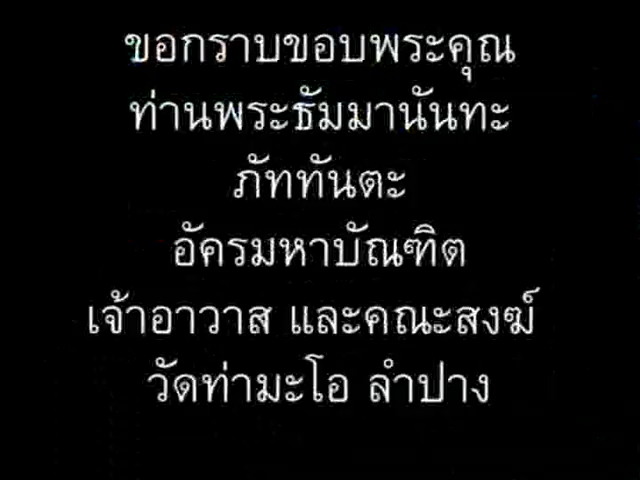 ขอกราบขอบพระคุณ
ท่านพระธัมมานันทะ
ภัททันตะ
อัครมหาบัณฑิต
เจ้าอาวาส และคณะสงฆ์
วัดท่ามะโอ ลำปาง